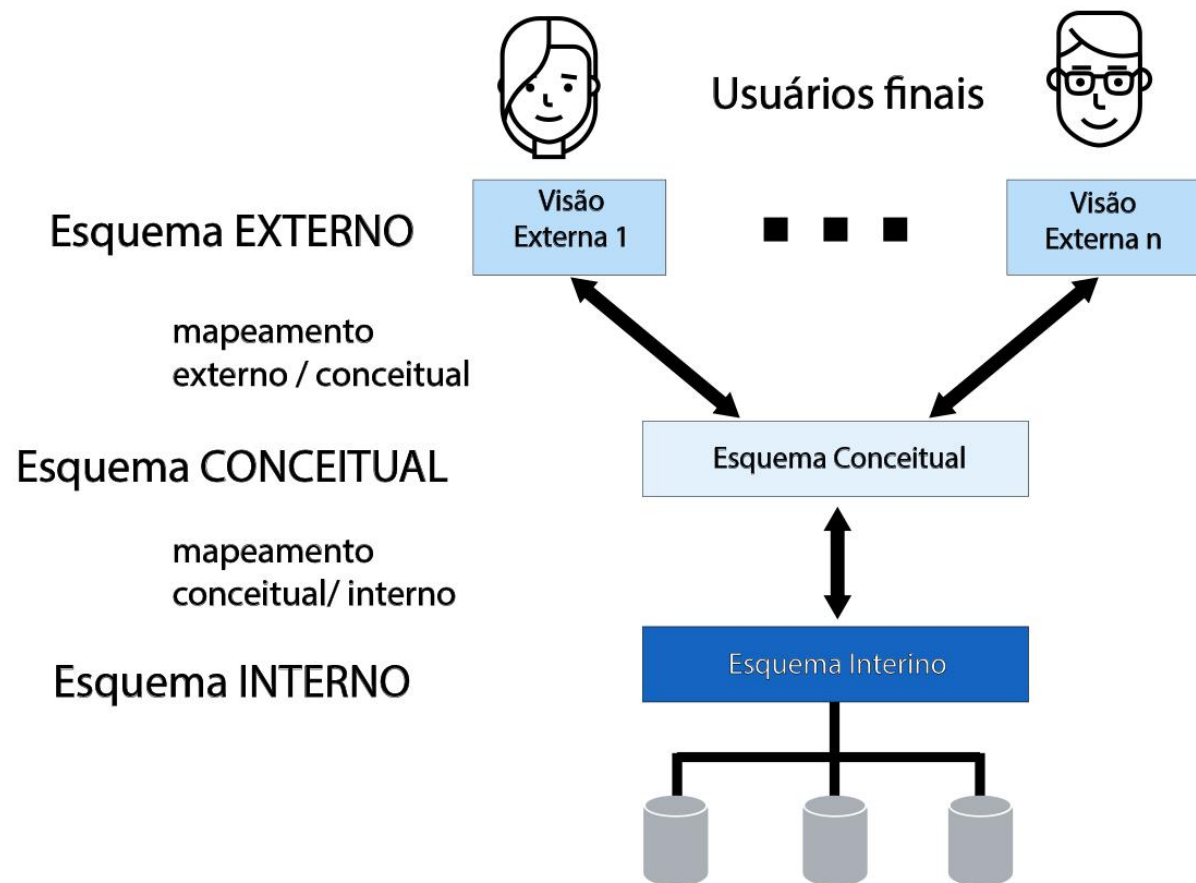 Usuários finais
Esquema EXTERNO
Visão
Externa 1
Visão
Externa n
mapeamento
externo / conceitual
Esquema CONCEITUAL
Esquema Conceitual
mapeamento
conceitual/ interno
Esquema INTERNO
Esquema Interino